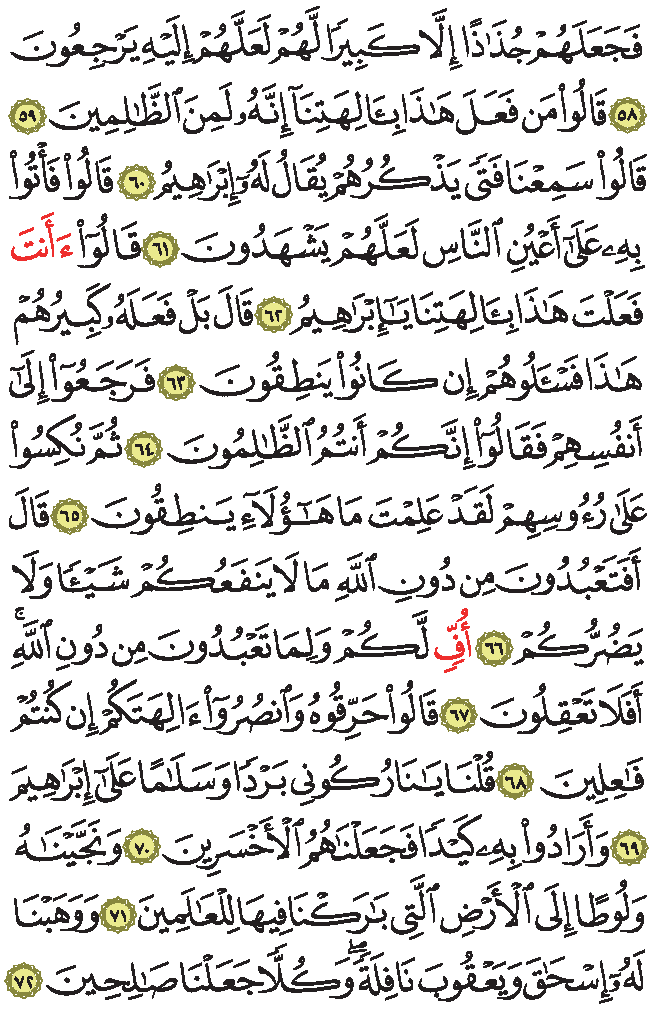 فَجَعَلَهُمْ جُذَٰذًا إِلَّا كَبِيرًا لَّهُمْ لَعَلَّهُمْ إِلَيْهِ يَرْجِعُونَ
٥٨ قَالُوا۟ مَن فَعَلَ هَٰذَا بِـَٔالِهَتِنَآ إِنَّهُۥ لَمِنَ ٱلظَّٰلِمِينَ ٥٩
قَالُوا۟ سَمِعْنَا فَتًى يَذْكُرُهُمْ يُقَالُ لَهُۥٓ إِبْرَٰهِيمُ ٦٠ قَالُوا۟ فَأْتُوا۟
بِهِۦ عَلَىٰٓ أَعْيُنِ ٱلنَّاسِ لَعَلَّهُمْ يَشْهَدُونَ ٦١ قَالُوٓا۟ ءَأَنتَ
فَعَلْتَ هَٰذَا بِـَٔالِهَتِنَا يَٰٓإِبْرَٰهِيمُ ٦٢ قَالَ بَلْ فَعَلَهُۥ كَبِيرُهُمْ
هَٰذَا فَسْـَٔلُوهُمْ إِن كَانُوا۟ يَنطِقُونَ ٦٣ فَرَجَعُوٓا۟ إِلَىٰٓ
أَنفُسِهِمْ فَقَالُوٓا۟ إِنَّكُمْ أَنتُمُ ٱلظَّٰلِمُونَ ٦٤ ثُمَّ نُكِسُوا۟
عَلَىٰ رُءُوسِهِمْ لَقَدْ عَلِمْتَ مَا هَٰٓؤُلَآءِ يَنطِقُونَ ٦٥ قَالَ
أَفَتَعْبُدُونَ مِن دُونِ ٱللَّهِ مَا لَا يَنفَعُكُمْ شَيْـًٔا وَلَا
يَضُرُّكُمْ ٦٦ أُفٍّ لَّكُمْ وَلِمَا تَعْبُدُونَ مِن دُونِ ٱللَّهِ ۚ
أَفَلَا تَعْقِلُونَ ٦٧ قَالُوا۟ حَرِّقُوهُ وَٱنصُرُوٓا۟ ءَالِهَتَكُمْ إِن كُنتُمْ
فَٰعِلِينَ ٦٨ قُلْنَا يَٰنَارُ كُونِى بَرْدًا وَسَلَٰمًا عَلَىٰٓ إِبْرَٰهِيمَ
٦٩ وَأَرَادُوا۟ بِهِۦ كَيْدًا فَجَعَلْنَٰهُمُ ٱلْأَخْسَرِينَ ٧٠ وَنَجَّيْنَٰهُ
وَلُوطًا إِلَى ٱلْأَرْضِ ٱلَّتِى بَٰرَكْنَا فِيهَا لِلْعَٰلَمِينَ ٧١ وَوَهَبْنَا
لَهُۥٓ إِسْحَٰقَ وَيَعْقُوبَ نَافِلَةً ۖ وَكُلًّا جَعَلْنَا صَٰلِحِينَ ٧٢